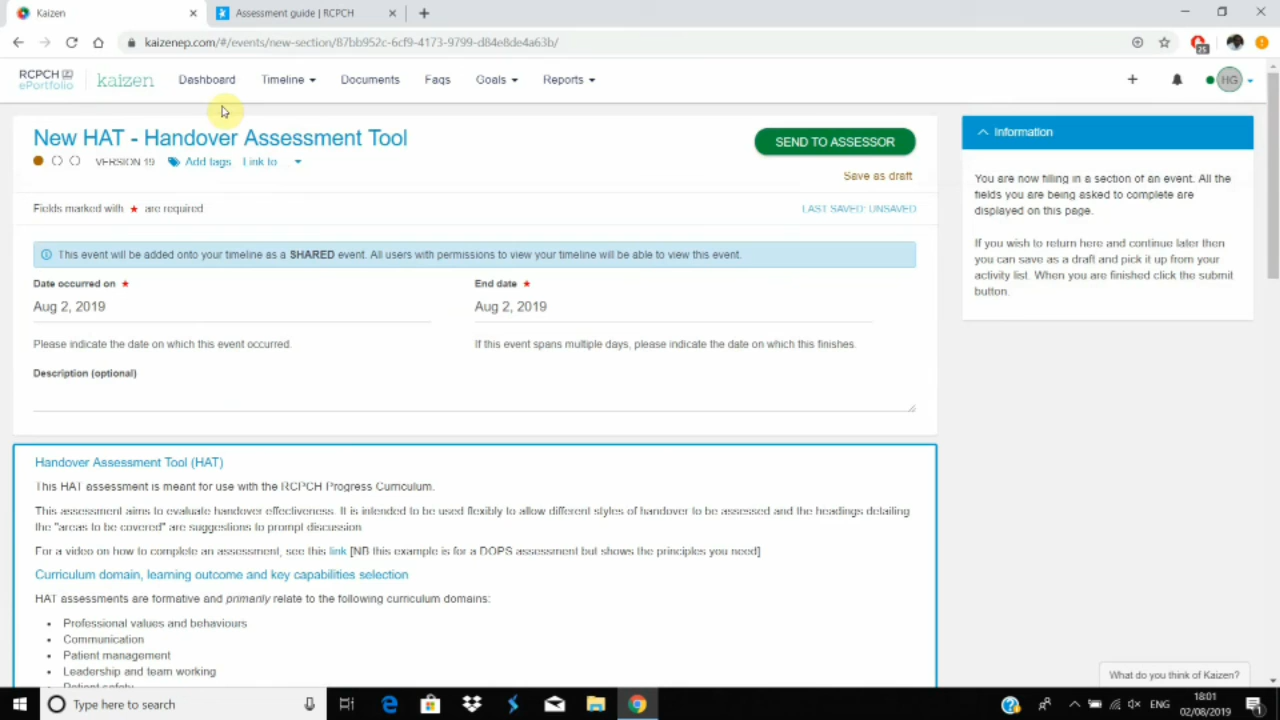 Kaizen
Assessment guide | RCPCH
kaizenep.com/#/events/new-section/87bb952c-6cf9-4173-9799-d84e8de4a63b/
25
RCPCH
ePortfolio
kaizen
Dashboard
Timeline
Documents
Faqs
Goals
Reports
HG
New HAT - Handover Assessment Tool
SEND TO ASSESSOR
VERSION 19
Add tags
Link to
Save as draft
Fields marked with ★ are required
LAST SAVED: UNSAVED
This event will be added onto your timeline as a SHARED event. All users with permissions to view your timeline will be able to view this event.
Date occurred on ★
End date ★
Aug 2, 2019
Aug 2, 2019
Please indicate the date on which this event occurred.
If this event spans multiple days, please indicate the date on which this finishes.
Description (optional)
Information
You are now filling in a section of an event. All the
fields you are being asked to complete are
displayed on this page.
If you wish to return here and continue later then
you can save as a draft and pick it up from your
activity list. When you are finished click the submit
button.
Handover Assessment Tool (HAT)
This HAT assessment is meant for use with the RCPCH Progress Curriculum.
This assessment aims to evaluate handover effectiveness. It is intended to be used flexibly to allow different styles of handover to be assessed and the headings detailing
the "areas to be covered" are suggestions to prompt discussion
For a video on how to complete an assessment, see this link [NB this example is for a DOPS assessment but shows the principles you need]
Curriculum domain, learning outcome and key capabilities selection
HAT assessments are formative and primarily relate to the following curriculum domains:
• Professional values and behaviours
• Communication
• Patient management
• Leadership and team working
• Patient safety
What do you think of Kaizen?
Type here to search
ENG
18:01
02/08/2019
1